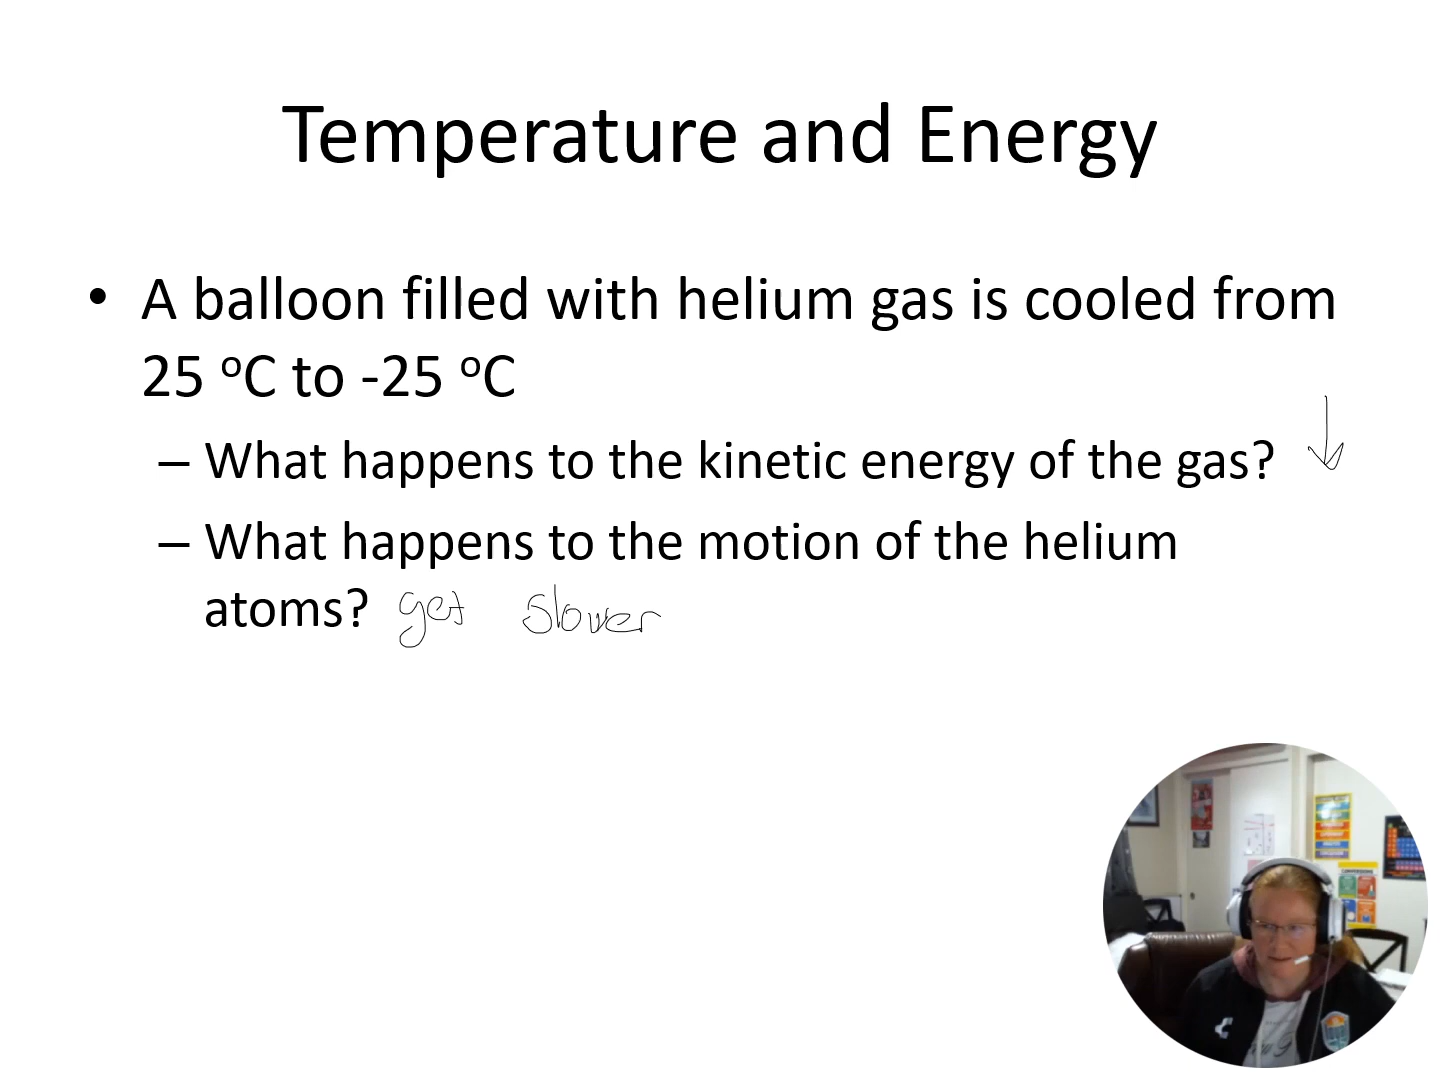 Temperature and Energy
• A balloon filled with helium gas is cooled from
25 ºC to -25 ºC
– What happens to the kinetic energy of the gas? ↓
– What happens to the motion of the helium
atoms? get slower